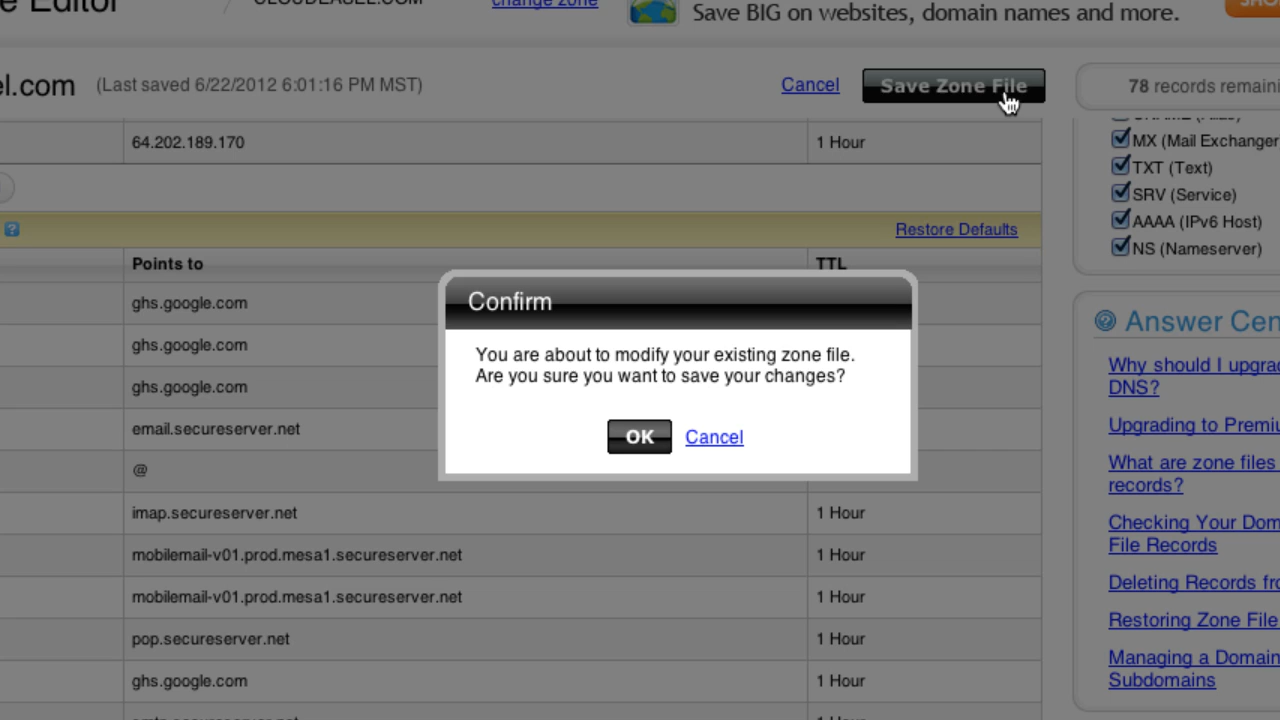 e Editor
CLOUDEASEL.COM
change zone
Save BIG on websites, domain names and more.
el.com (Last saved 6/22/2012 6:01:16 PM MST)
Cancel
Save Zone File
78 records remaini
64.202.189.170
1 Hour
MX (Mail Exchanger
TXT (Text)
SRV (Service)
AAAA (IPv6 Host)
NS (Nameserver)
Restore Defaults
Points to
TTL
ghs.google.com
ghs.google.com
ghs.google.com
email.secureserver.net
@
imap.secureserver.net
1 Hour
mobilemail-v01.prod.mesa1.secureserver.net
1 Hour
mobilemail-v01.prod.mesa1.secureserver.net
1 Hour
pop.secureserver.net
1 Hour
ghs.google.com
1 Hour
Confirm
You are about to modify your existing zone file.
Are you sure you want to save your changes?
OK
Cancel
Answer Cen
Why should I upgrad
DNS?
Upgrading to Premiu
What are zone files
records?
Checking Your Dom
File Records
Deleting Records fro
Restoring Zone File
Managing a Domain
Subdomains